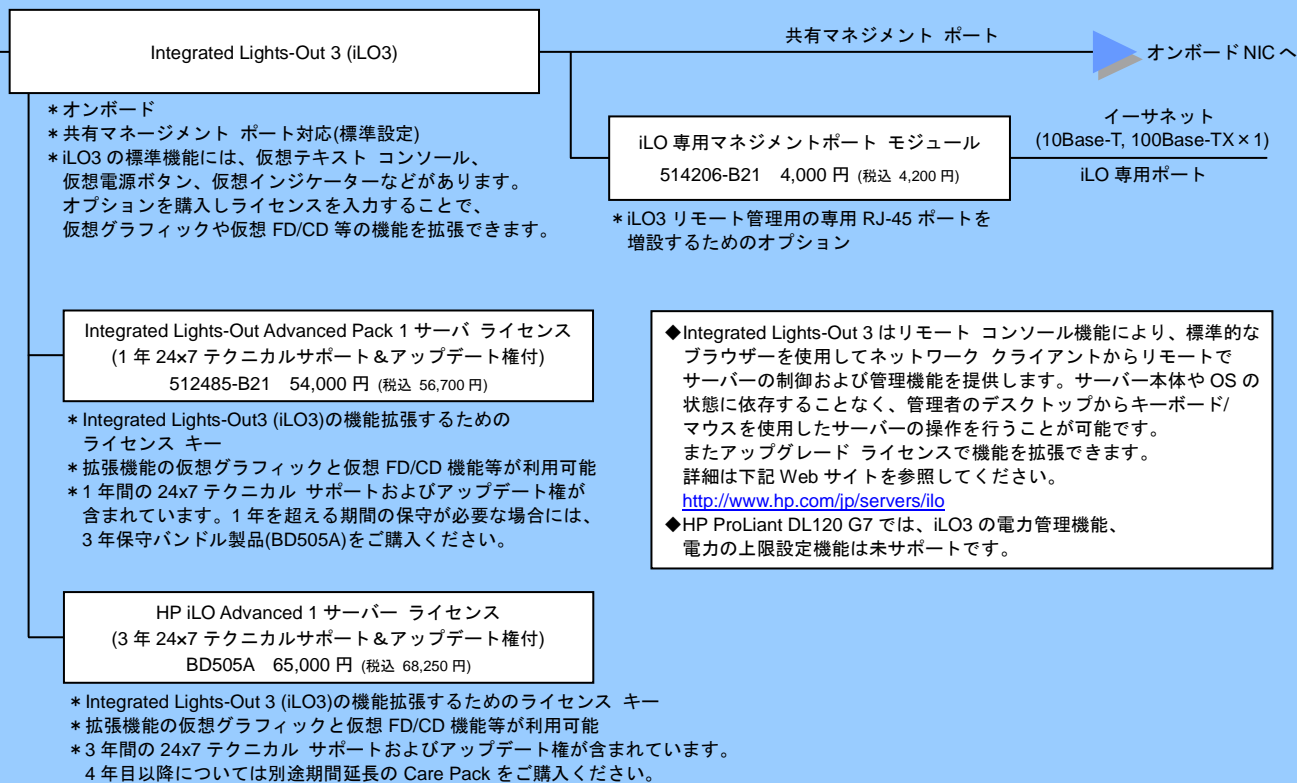 Integrated Lights-Out 3 (iLO3)
共有マネジメント ポート
オンボード NIC へ
＊オンボード
＊共有マネージメント ポート対応(標準設定)
＊iLO3 の標準機能には、仮想テキスト コンソール、
仮想電源ボタン、仮想インジケーターなどがあります。
オプションを購入しライセンスを入力することで、
仮想グラフィックや仮想 FD/CD 等の機能を拡張できます。
iLO 専用マネジメントポート モジュール
514206-B21 4,000 円 (税込 4,200 円)
イーサネット
(10Base-T, 100Base-TX×1)
iLO 専用ポート
＊iLO3 リモート管理用の専用 RJ-45 ポートを
増設するためのオプション
Integrated Lights-Out Advanced Pack 1 サーバ ライセンス
(1 年 24x7 テクニカルサポート＆アップデート権付)
512485-B21 54,000 円 (税込 56,700 円)
＊Integrated Lights-Out3 (iLO3)の機能拡張するための
ライセンス キー
＊拡張機能の仮想グラフィックと仮想 FD/CD 機能等が利用可能
＊1 年間の 24x7 テクニカル サポートおよびアップデート権が
含まれています。1 年を超える期間の保守が必要な場合には、
3 年保守バンドル製品(BD505A)をご購入ください。
◆Integrated Lights-Out 3 はリモート コンソール機能により、標準的な
ブラウザーを使用してネットワーク クライアントからリモートで
サーバーの制御および管理機能を提供します。サーバー本体や OS の
状態に依存することなく、管理者のデスクトップからキーボード/
マウスを使用したサーバーの操作を行うことが可能です。
またアップグレード ライセンスで機能を拡張できます。
詳細は下記 Web サイトを参照してください。
http://www.hp.com/jp/servers/ilo
◆HP ProLiant DL120 G7 では、iLO3 の電力管理機能、
電力の上限設定機能は未サポートです。
HP iLO Advanced 1 サーバー ライセンス
(3 年 24x7 テクニカルサポート＆アップデート権付)
BD505A 65,000 円 (税込 68,250 円)
＊Integrated Lights-Out 3 (iLO3)の機能拡張するためのライセンス キー
＊拡張機能の仮想グラフィックと仮想 FD/CD 機能等が利用可能
＊3 年間の 24x7 テクニカル サポートおよびアップデート権が含まれています。
4 年目以降については別途期間延長の Care Pack をご購入ください。